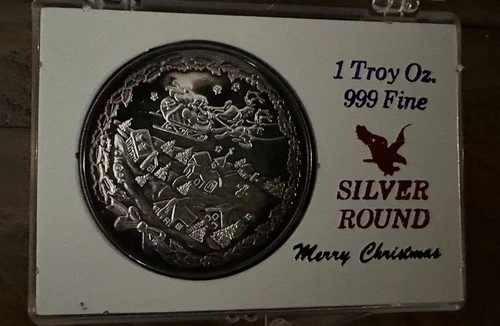 1 Troy Oz.
999 Fine
SILVER
ROUND
Merry Christmas